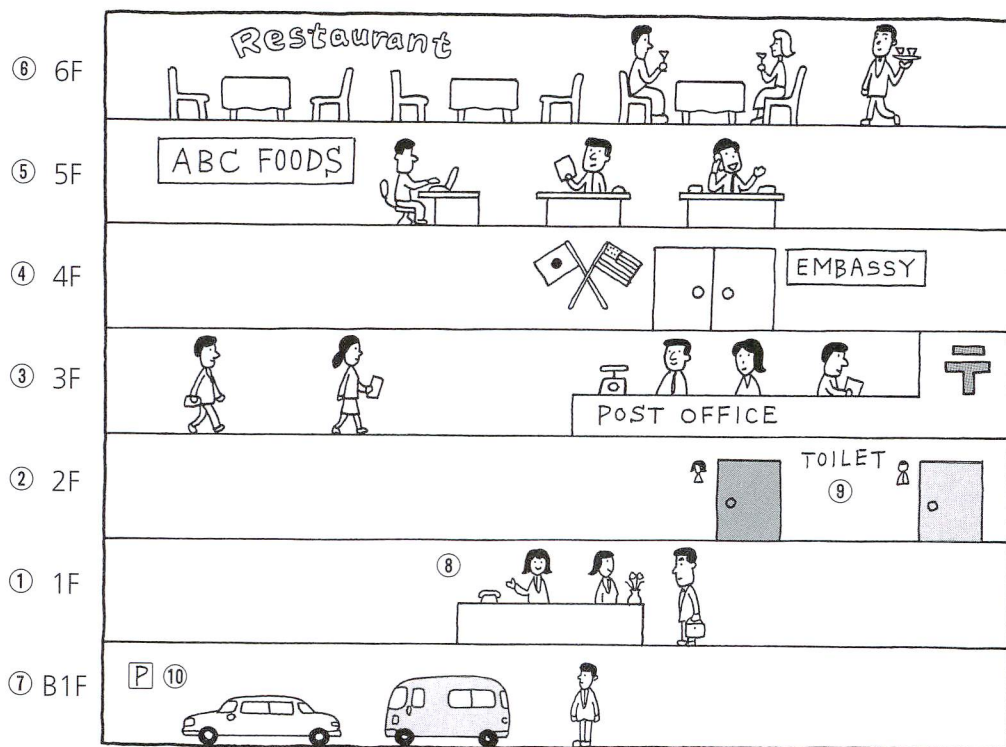 Restaurant
⑥ 6F
ABC FOODS
⑤ 5F
④ 4F
EMBASSY
③ 3F
〒
POST OFFICE
② 2F
TOILET
⑨
⑧
① 1F
⑦ B1F
P ⑩